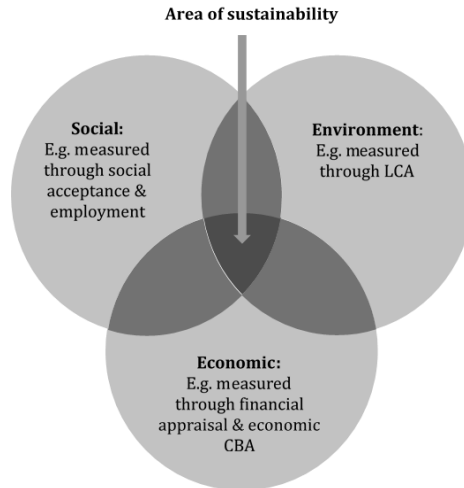 Area of sustainability
Social:
E.g. measured
through social
acceptance &
employment
Environment:
E.g. measured
through LCA
Economic:
E.g. measured
through financial
appraisal & economic
CBA